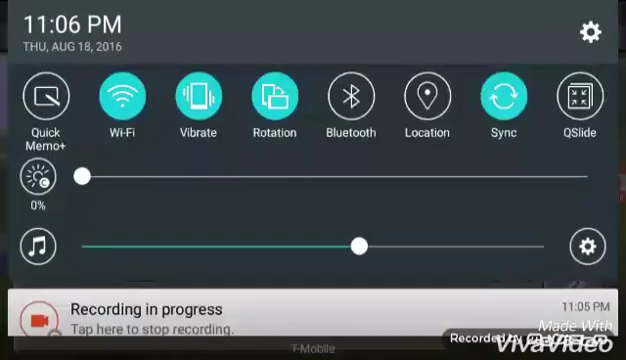 11:06 PM
THU, AUG 18, 2016
Quick Memo+
Wi-Fi
Vibrate
Rotation
Bluetooth
Location
Sync
QSlide
0%
Recording in progress
11:05 PM
Tap here to stop recording.
Made With
Recorded by
VivaVideo
T-Mobile